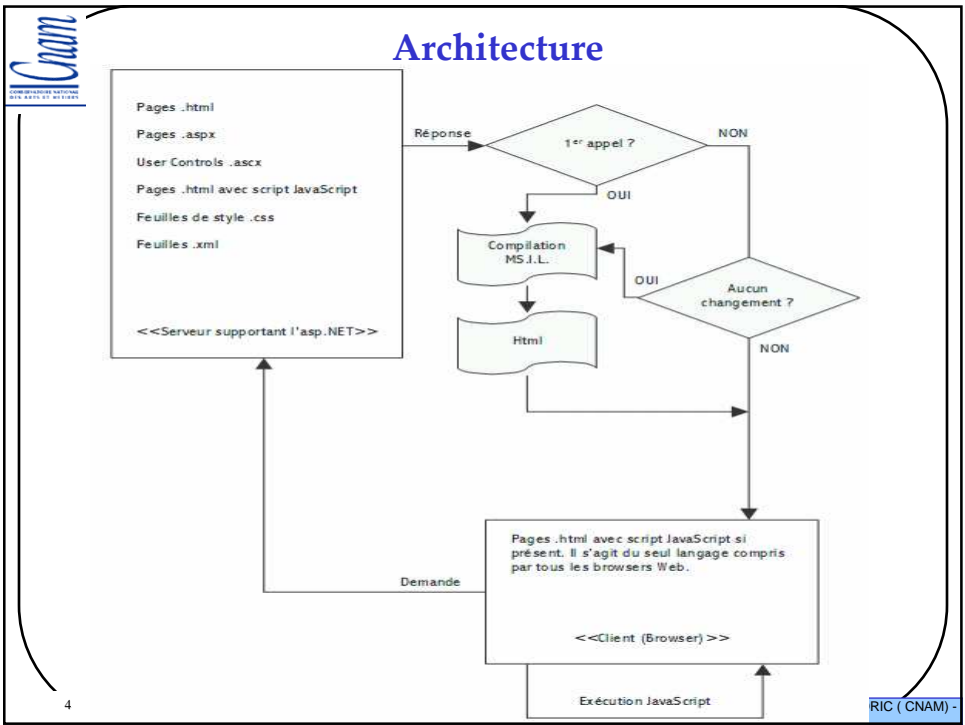 Cnam
CONSERVATOIRE NATIONAL
DES ARTS ET METIERS
Architecture
Pages .html
Pages .aspx
User Controls .ascx
Pages .html avec script JavaScript
Feuilles de style .css
Feuilles .xml
<<Serveur supportant l'asp.NET>>
Réponse
1er appel ?
NON
OUI
Compilation
MS.I.L.
OUI
Aucun
changement ?
Html
NON
Pages .html avec script JavaScript si
présent. Il s'agit du seul langage compris
par tous les browsers Web.
Demande
<<Client (Browser) >>
Exécution JavaScript
4
RIC ( CNAM) -